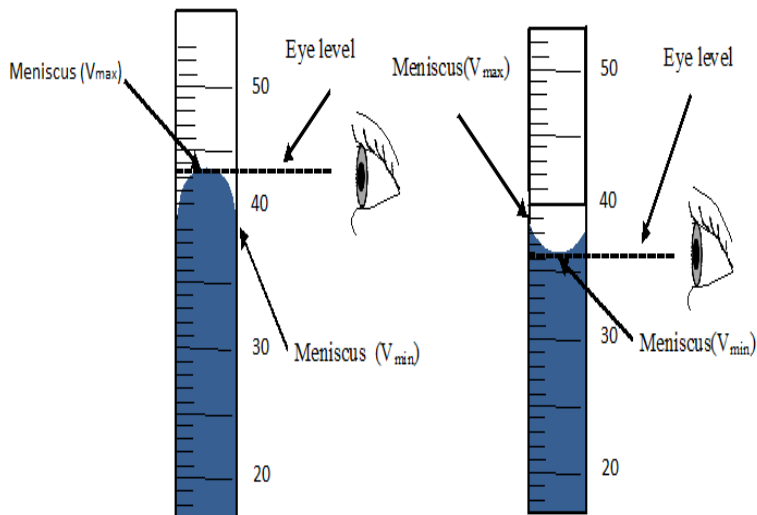 Meniscus (Vmax)
Eye level
50
40
30
20
Meniscus (Vmin)
Meniscus(Vmax)
Eye level
50
40
30
20
Meniscus(Vmin)